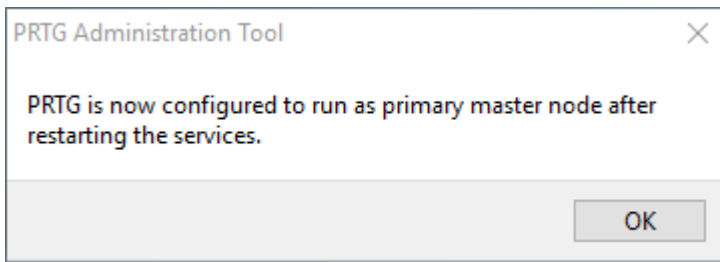 PRTG Administration Tool
PRTG is now configured to run as primary master node after
restarting the services.
OK